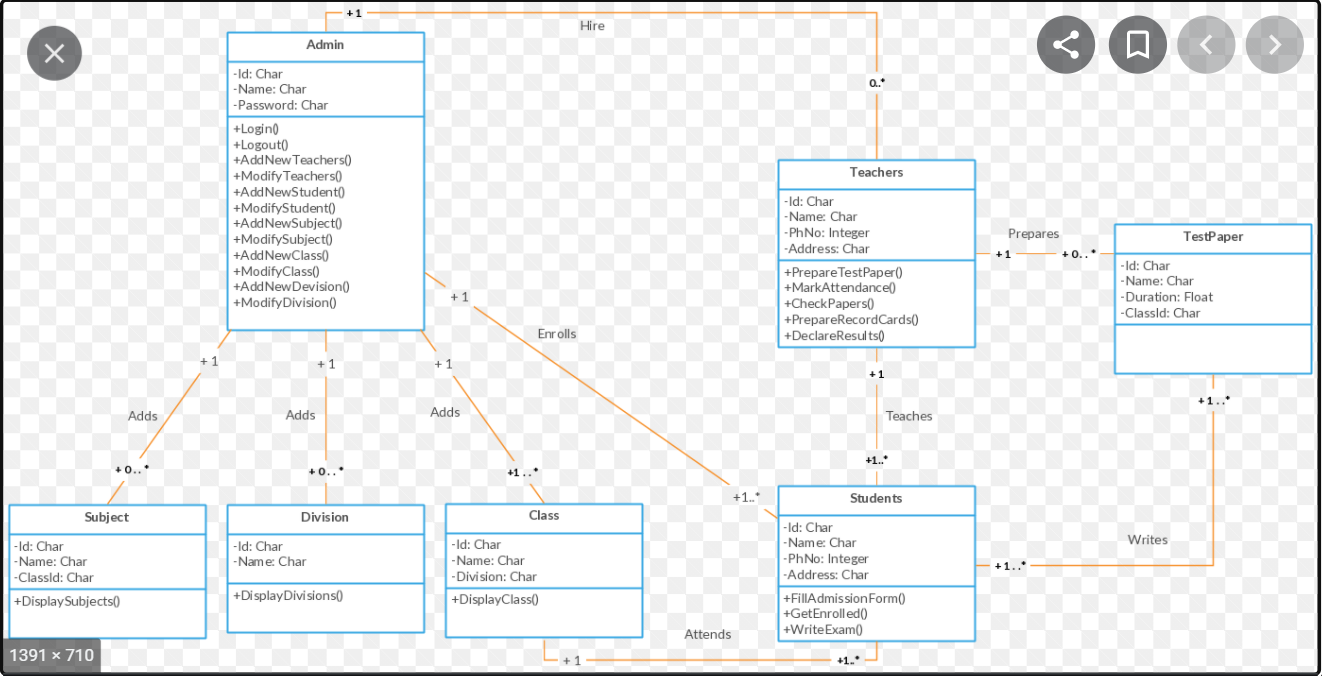 +1
Hire
0..*
Admin
-Id: Char
-Name: Char
-Password: Char
+Login()
+Logout()
+AddNewTeachers()
+ModifyTeachers()
+AddNewStudent()
+ModifyStudent()
+AddNewSubject()
+ModifySubject()
+AddNewClass()
+ModifyClass()
+AddNewDevision()
+ModifyDivision()
Teachers
-Id: Char
-Name: Char
-PhNo: Integer
-Address: Char
+PrepareTestPaper()
+MarkAttendance()
+CheckPapers()
+PrepareRecordCards()
+DeclareResults()
Prepares
+1
+0..*
TestPaper
-Id: Char
-Name: Char
-Duration: Float
-ClassId: Char
+ 1
Enrolls
+1..*
+ 1
Adds
+0..*
+ 1
Adds
+0..*
+ 1
Adds
+1..*
+1
Teaches
+1..*
+1..*
Writes
+1..*
Subject
-Id: Char
-Name: Char
-ClassId: Char
+DisplaySubjects()
Division
-Id: Char
-Name: Char
+DisplayDivisions()
Class
-Id: Char
-Name: Char
-Division: Char
+DisplayClass()
Students
-Id: Char
-Name: Char
-PhNo: Integer
-Address: Char
+FillAdmissionForm()
+GetEnrolled()
+WriteExam()
Attends
+ 1
+1..*
1391 × 710